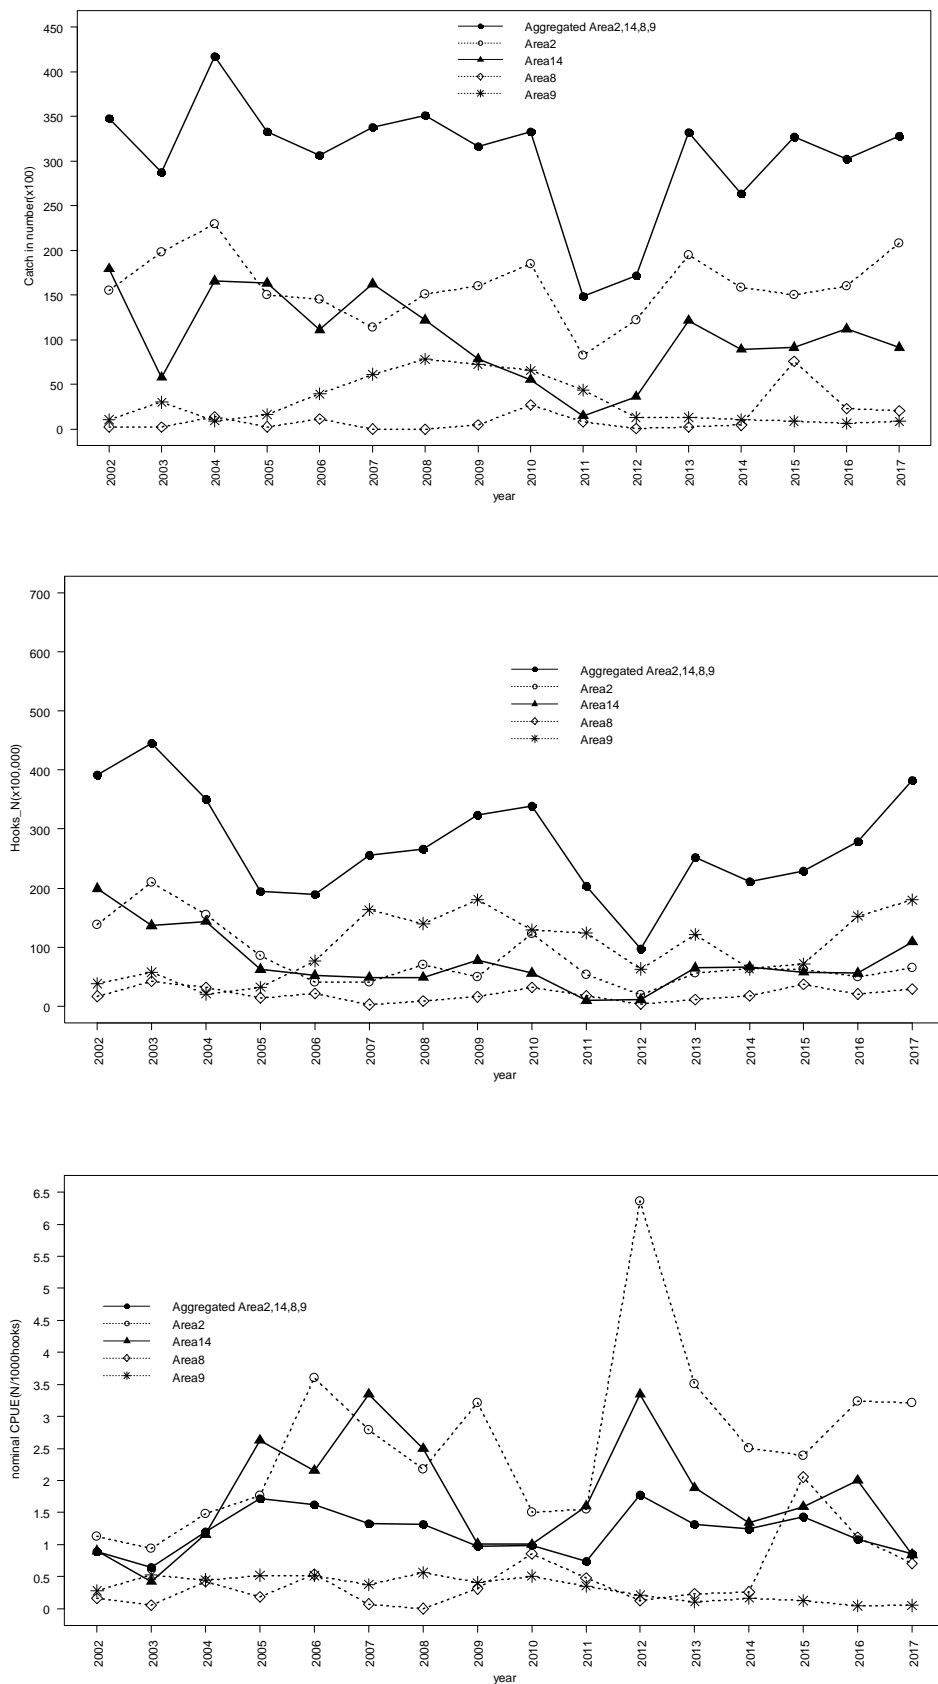 450
400
350
300
250
200
150
100
50
0
Catch in number(x100)
Aggregated Area2,14,8,9
Area2
Area14
Area8
Area9
2002 2003 2004 2005 2006 2007 2008 2009 2010 2011 2012 2013 2014 2015 2016 2017
year
700
600
500
400
300
200
100
0
Hooks_N(x100,000)
Aggregated Area2,14,8,9
Area2
Area14
Area8
Area9
2002 2003 2004 2005 2006 2007 2008 2009 2010 2011 2012 2013 2014 2015 2016 2017
year
6.5
6
5.5
5
4.5
4
3.5
3
2.5
2
1.5
1
0.5
0
nominal CPUE(N/1000hooks)
Aggregated Area2,14,8,9
Area2
Area14
Area8
Area9
2002 2003 2004 2005 2006 2007 2008 2009 2010 2011 2012 2013 2014 2015 2016 2017
year